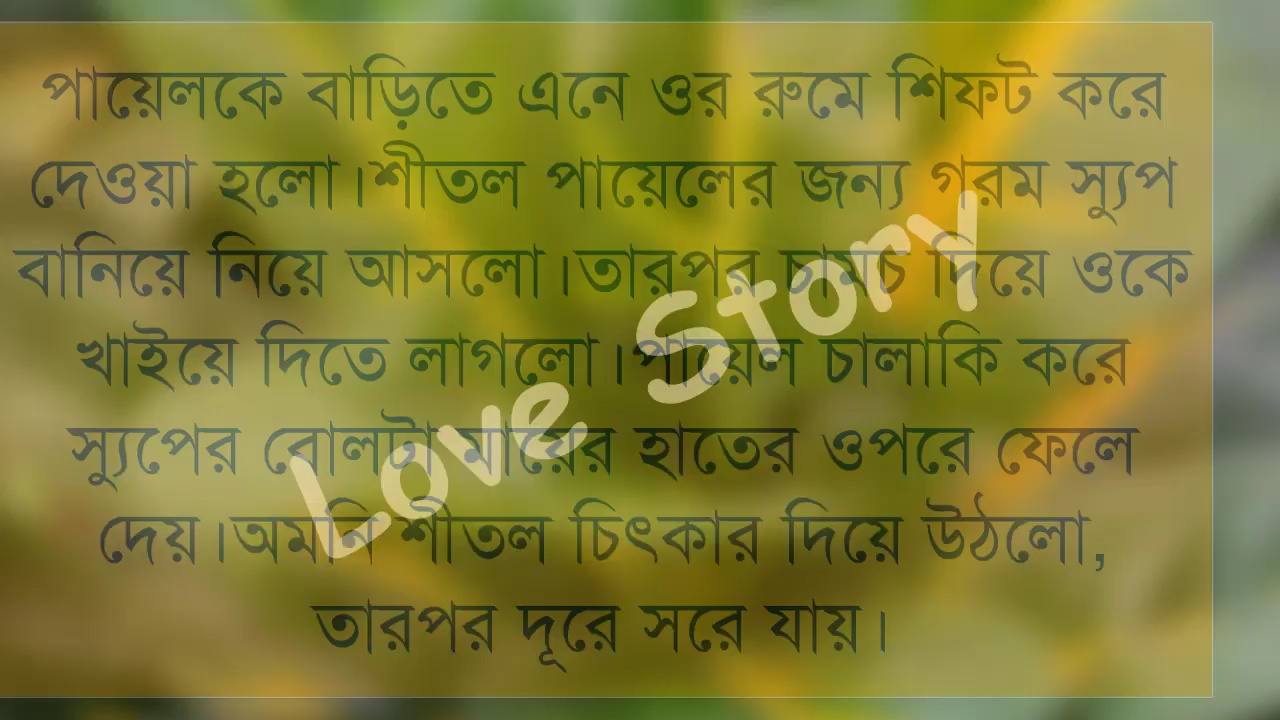 পায়েলকে বাড়িতে এনে ওর রুমে শিফট করে
দেওয়া হলো।শীতল পায়েলের জন্য গরম স্যুপ
বানিয়ে নিয়ে আসলো।তারপর চামচ দিয়ে ওকে
খাইয়ে দিতে লাগলো।পায়েল চালাকি করে
স্যুপের বোলটা মায়ের হাতের ওপরে ফেলে
দেয়।অমনি শীতল চিৎকার দিয়ে উঠলো,
তারপর দূরে সরে যায়।
Love Story